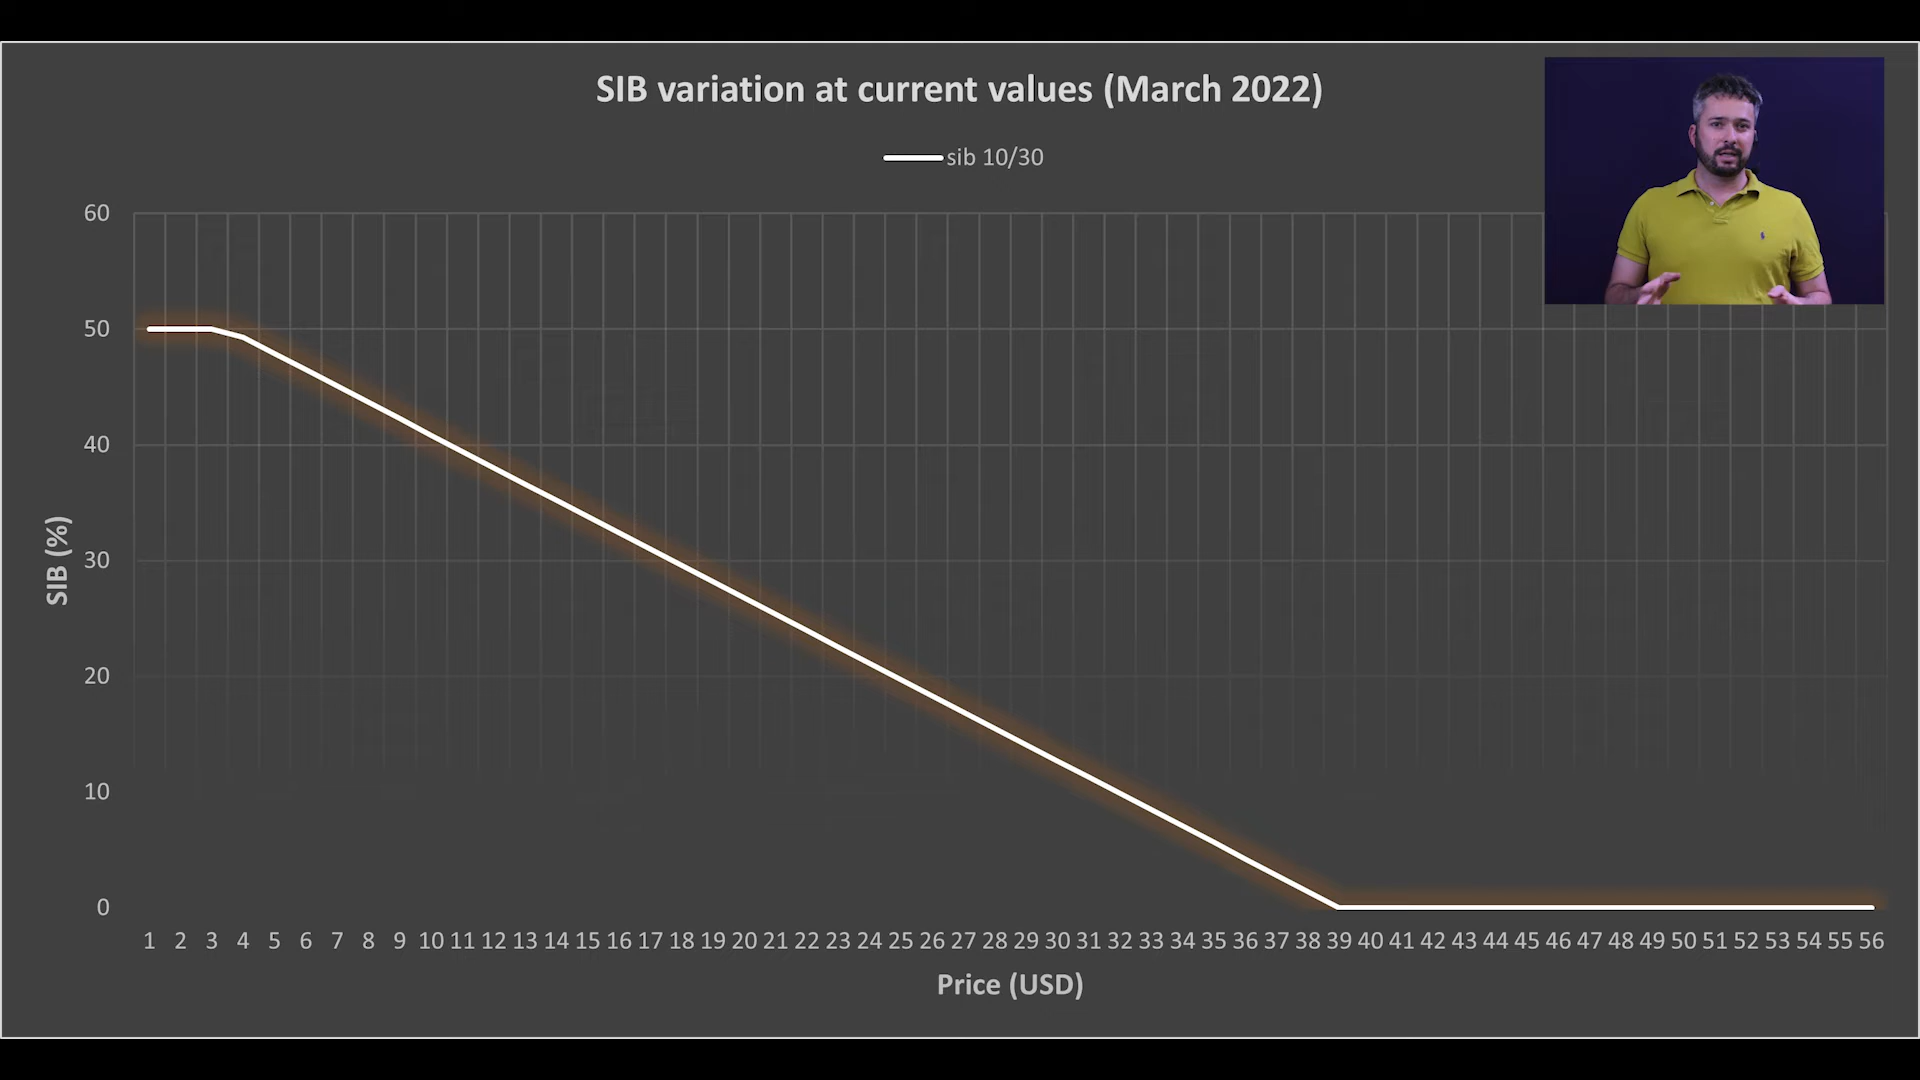 SIB variation at current values (March 2022)
sib 10/30
60
50
40
30
20
10
0
SIB (%)
1 2 3 4 5 6 7 8 9 10 11 12 13 14 15 16 17 18 19 20 21 22 23 24 25 26 27 28 29 30 31 32 33 34 35 36 37 38 39 40 41 42 43 44 45 46 47 48 49 50 51 52 53 54 55 56
Price (USD)